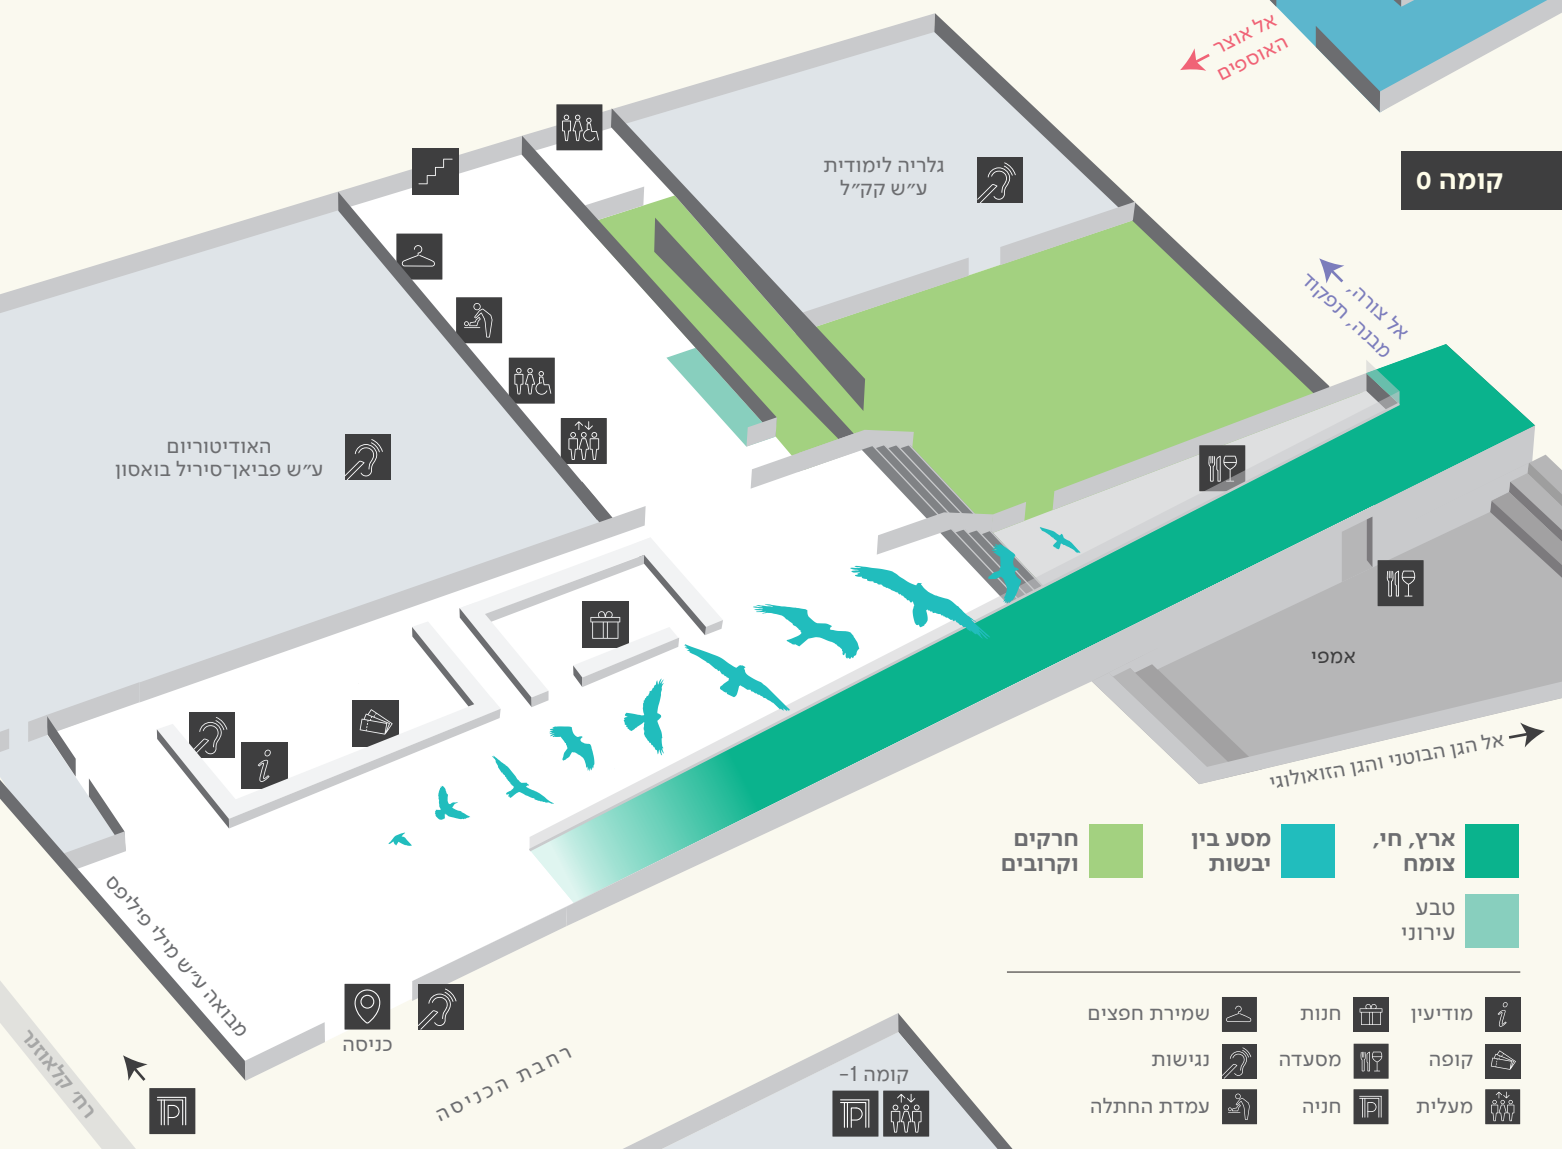 אל אוצר
האוספים
קומה 0
גלריה לימודית
ע״ש קק״ל
אל צורה,
מבנה, תפקוד
האודיטוריום
ע״ש פביאן־סיריל בואסון
אמפי
אל הגן הבוטני והגן הזואולוגי
ארץ, חי,
צומח
מסע בין
יבשות
חרקים
וקרובים
טבע
עירוני
מבואה ע״ש מילי פיליפס
כניסה
רחבת הכניסה
רח׳ קלאוזנר
קומה 1-
מודיעין
חנות
שמירת חפצים
קופה
מסעדה
נגישות
מעלית
חניה
עמדת החתלה